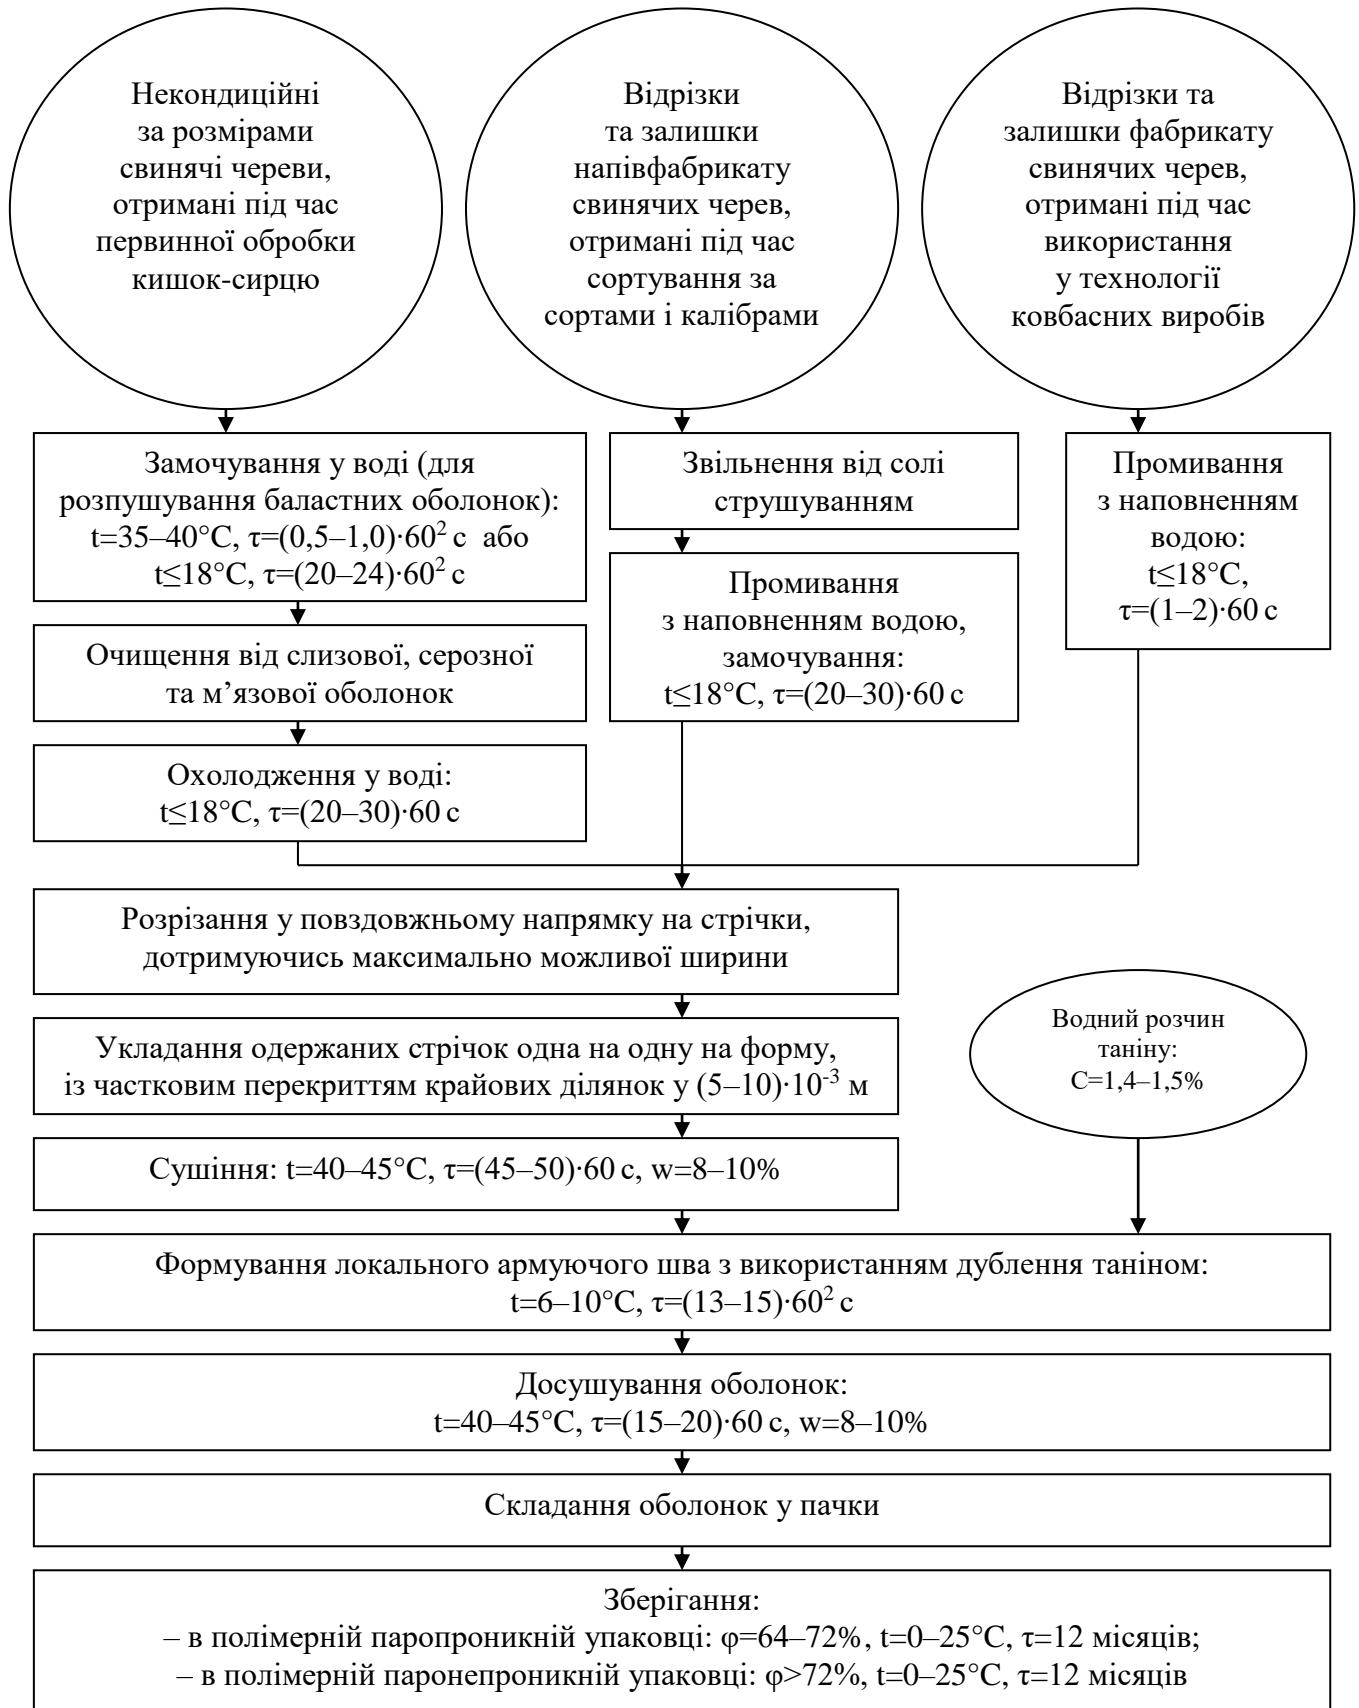 Некондиційні
за розмірами
свинячі череви,
отримані під час
первинної обробки
кишок-сирцю
Відрізки
та залишки
напівфабрикату
свинячих черев,
отримані під час
сортування за
сортами і калібрами
Відрізки та
залишки фабрикату
свинячих черев,
отримані під час
використання
у технології
ковбасних виробів
Замочування у воді (для
розпушування баластних оболонок):
t=35–40°С, τ=(0,5–1,0)·60² с або
t≤18°С, τ=(20–24)·60² с
Очищення від слизової, серозної
та м’язової оболонок
Охолодження у воді:
t≤18°С, τ=(20–30)·60 с
Звільнення від солі
струшуванням
Промивання
з наповненням водою,
замочування:
t≤18°С, τ=(20–30)·60 с
Промивання
з наповненням
водою:
t≤18°С,
τ=(1–2)·60 с
Розрізання у повздовжньому напрямку на стрічки,
дотримуючись максимально можливої ширини
Укладання одержаних стрічок одна на одну на форму,
із частковим перекриттям крайових ділянок у (5–10)·10⁻³ м
Водний розчин
таніну:
С=1,4–1,5%
Сушіння: t=40–45°С, τ=(45–50)·60 с, w=8–10%
Формування локального армуючого шва з використанням дублення таніном:
t=6–10°С, τ=(13–15)·60² с
Досушування оболонок:
t=40–45°С, τ=(15–20)·60 с, w=8–10%
Складання оболонок у пачки
Зберігання:
– в полімерній паропроникній упаковці: φ=64–72%, t=0–25°С, τ=12 місяців;
– в полімерній паронепроникній упаковці: φ>72%, t=0–25°С, τ=12 місяців